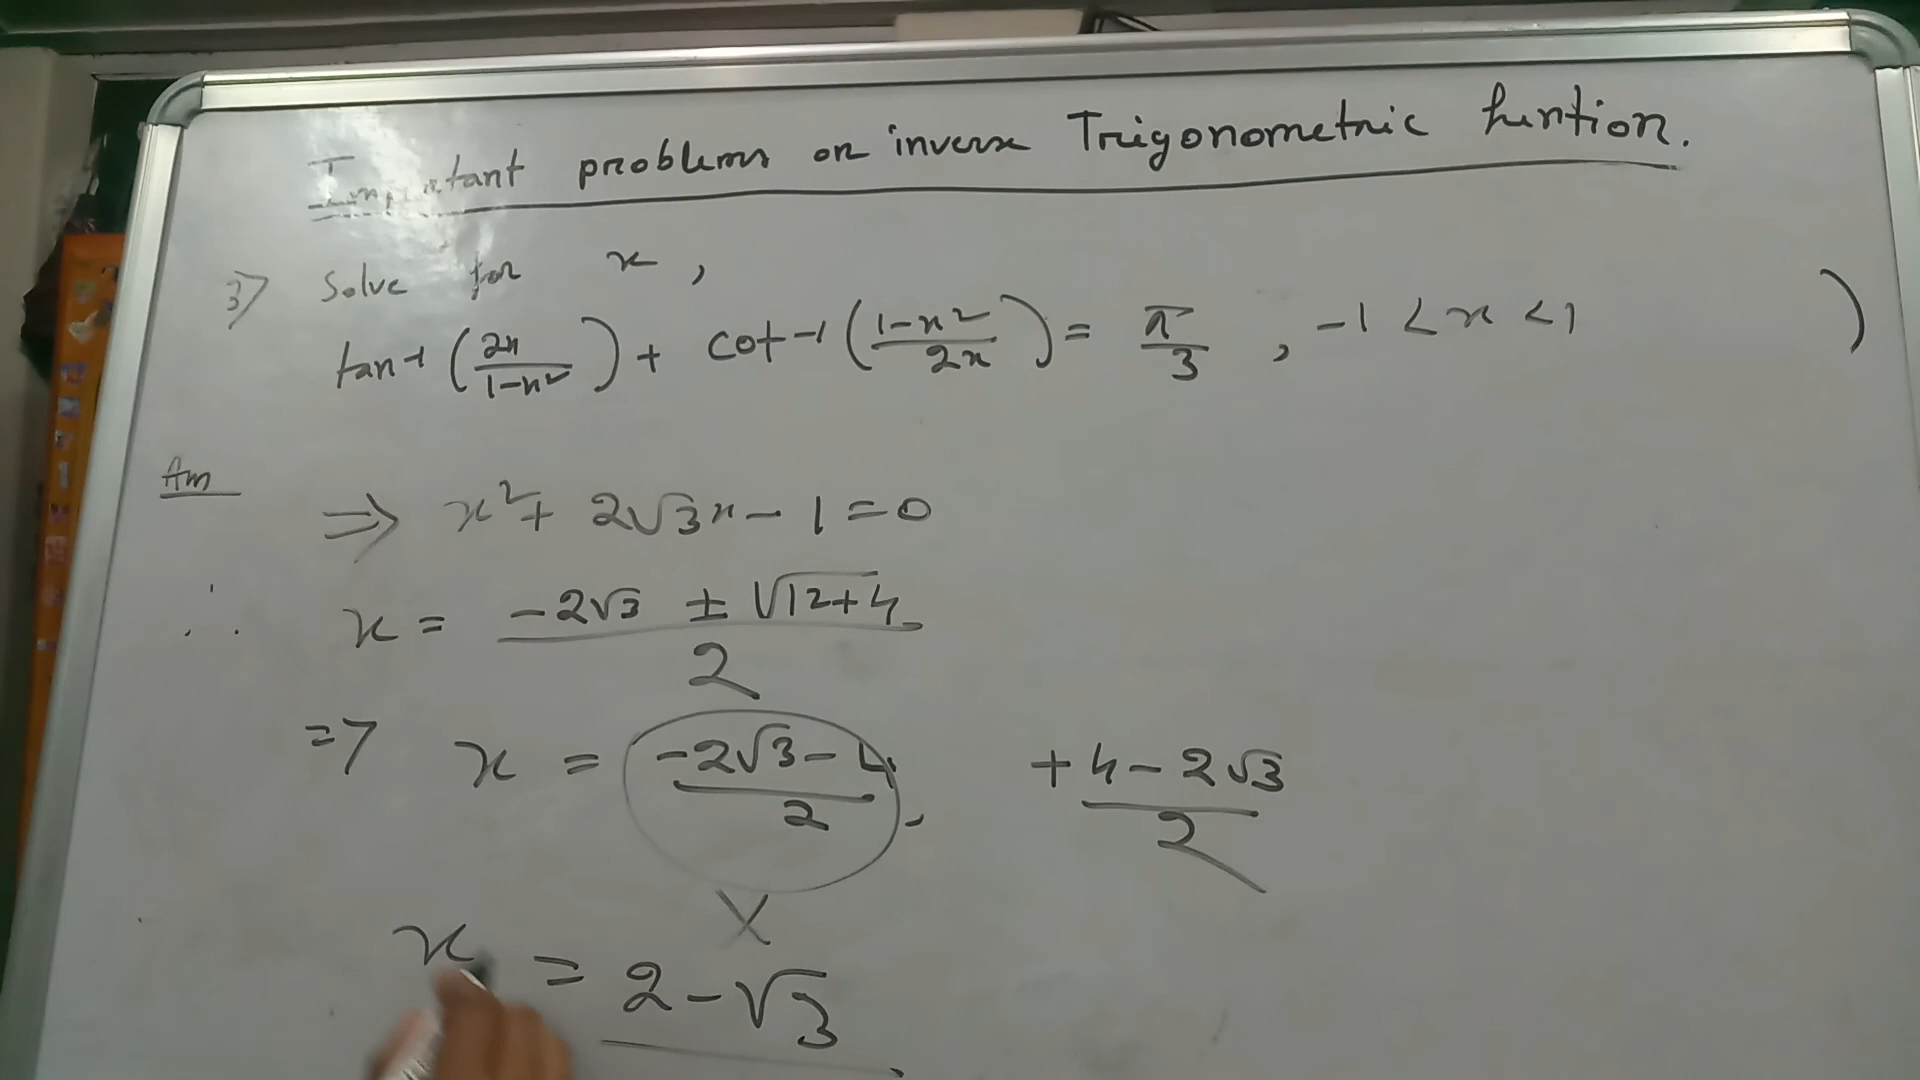 Important problems on inverse Trigonometric funtion.
3) Solve for x,
tan⁻¹(2x/1-x²) + cot⁻¹(1-x²/2x) = π/3, -1 < x < 1 )
Ans
⇒ x² + 2√3x - 1 = 0
∴ x = -2√3 ± √12+4 / 2
=> x = -2√3-4 / 2, +4-2√3 / 2
X
x = 2-√3